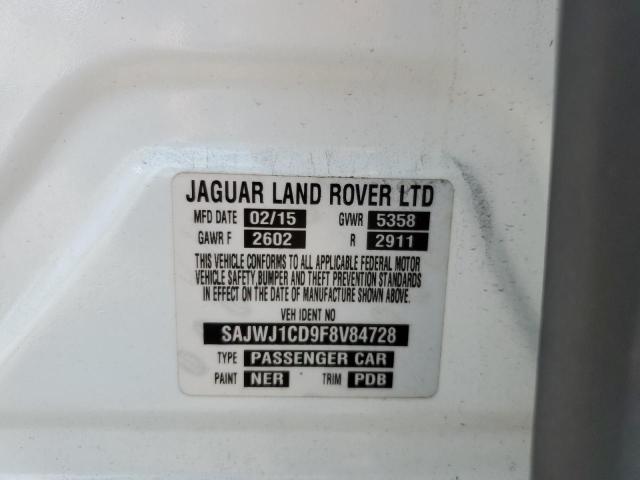 JAGUAR LAND ROVER LTD
MFD DATE 02/15 GVWR 5358
GAWR F 2602 R 2911
THIS VEHICLE CONFORMS TO ALL APPLICABLE FEDERAL MOTOR
VEHICLE SAFETY,BUMPER AND THEFT PREVENTION STANDARDS
IN EFFECT ON THE DATE OF MANUFACTURE SHOWN ABOVE.
VEH IDENT NO
SAJWJ1CD9F8V84728
TYPE PASSENGER CAR
PAINT NER TRIM PDB